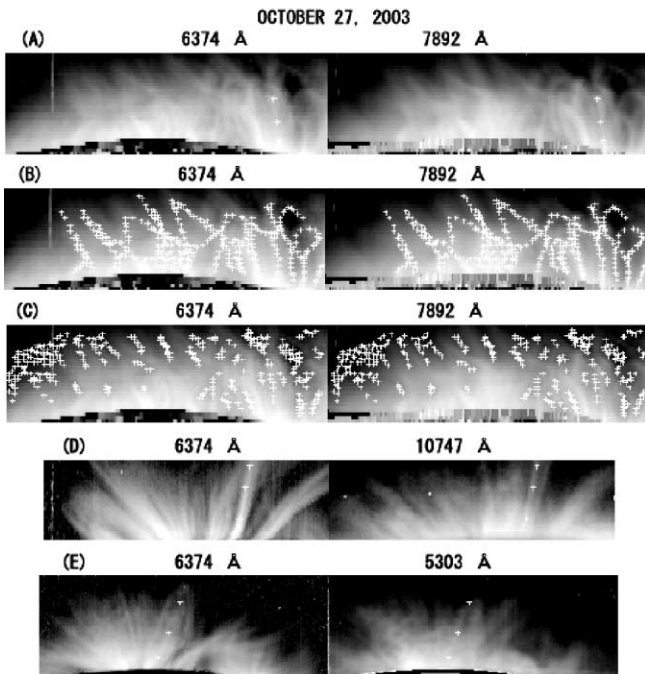 OCTOBER 27, 2003
(A) 6374 Å 7892 Å
(B) 6374 Å 7892 Å
(C) 6374 Å 7892 Å
(D) 6374 Å 10747 Å
(E) 6374 Å 5303 Å